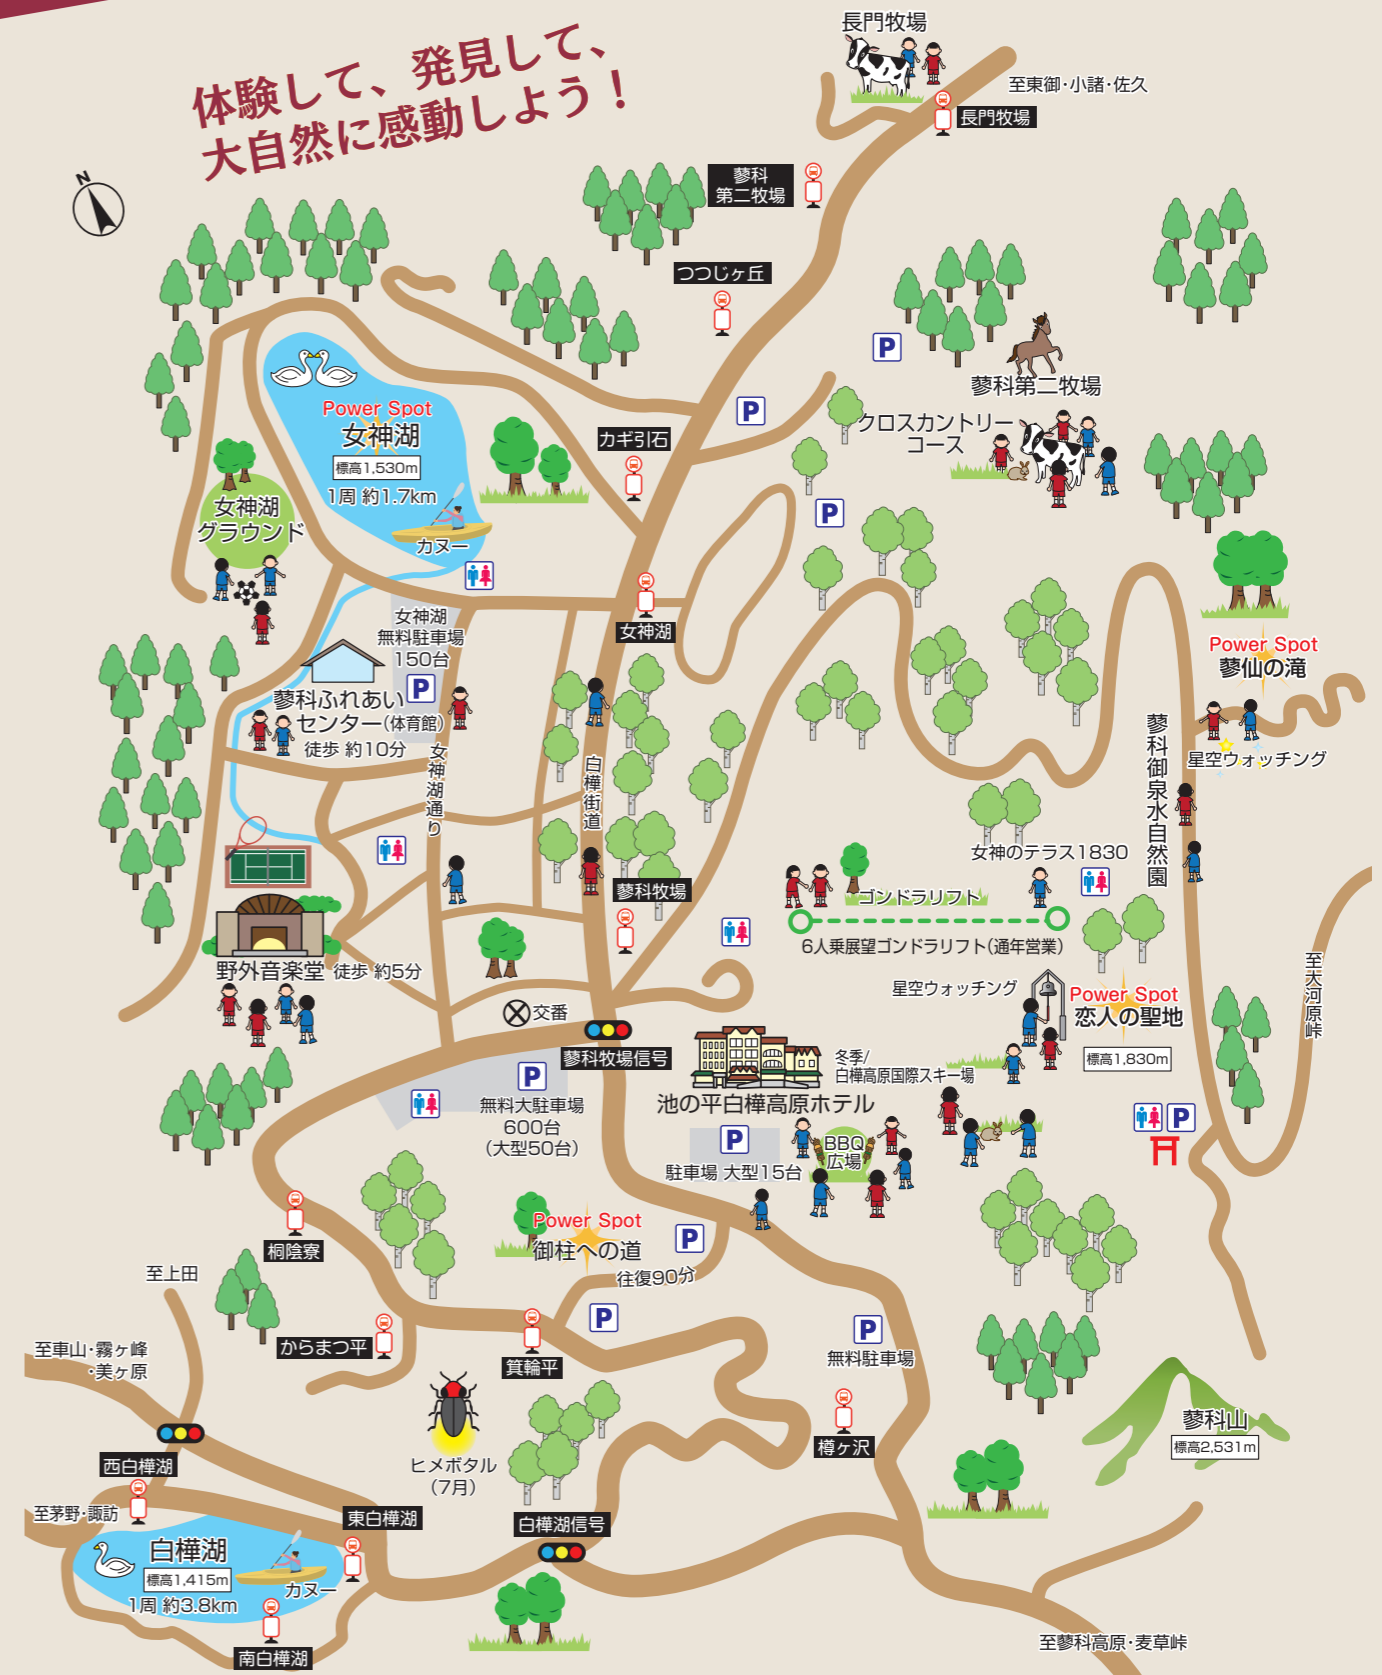 体験して、発見して、
大自然に感動しよう！
N
長門牧場
至東御・小諸・佐久
長門牧場
蓼科
第二牧場
つつじヶ丘
P
蓼科第二牧場
クロスカントリー
コース
P
カギ引石
P
Power Spot
女神湖
標高1,530m
1周 約1.7km
カヌー
女神湖
グラウンド
女神湖
女神湖
無料駐車場
150台
P
蓼科ふれあい
センター(体育館)
徒歩 約10分
女神湖通り
白樺街道
Power Spot
蓼仙の滝
星空ウォッチング
蓼科御泉水自然園
女神のテラス1830
ゴンドラリフト
6人乗展望ゴンドラリフト(通年営業)
蓼科牧場
野外音楽堂 徒歩 約5分
交番
蓼科牧場信号
星空ウォッチング
Power Spot
恋人の聖地
標高1,830m
至大河原峠
P
無料大駐車場
600台
(大型50台)
冬季/
白樺高原国際スキー場
池の平白樺高原ホテル
P
駐車場 大型15台
BBQ
広場
P
桐陰寮
Power Spot
御柱への道
往復90分
P
P
至上田
からまつ平
箕輪平
P
無料駐車場
至車山・霧ヶ峰
・美ヶ原
ヒメボタル
(7月)
樽ヶ沢
蓼科山
標高2,531m
西白樺湖
至茅野・諏訪
東白樺湖
白樺湖信号
白樺湖
標高1,415m
1周 約3.8km
カヌー
南白樺湖
至蓼科高原・麦草峠